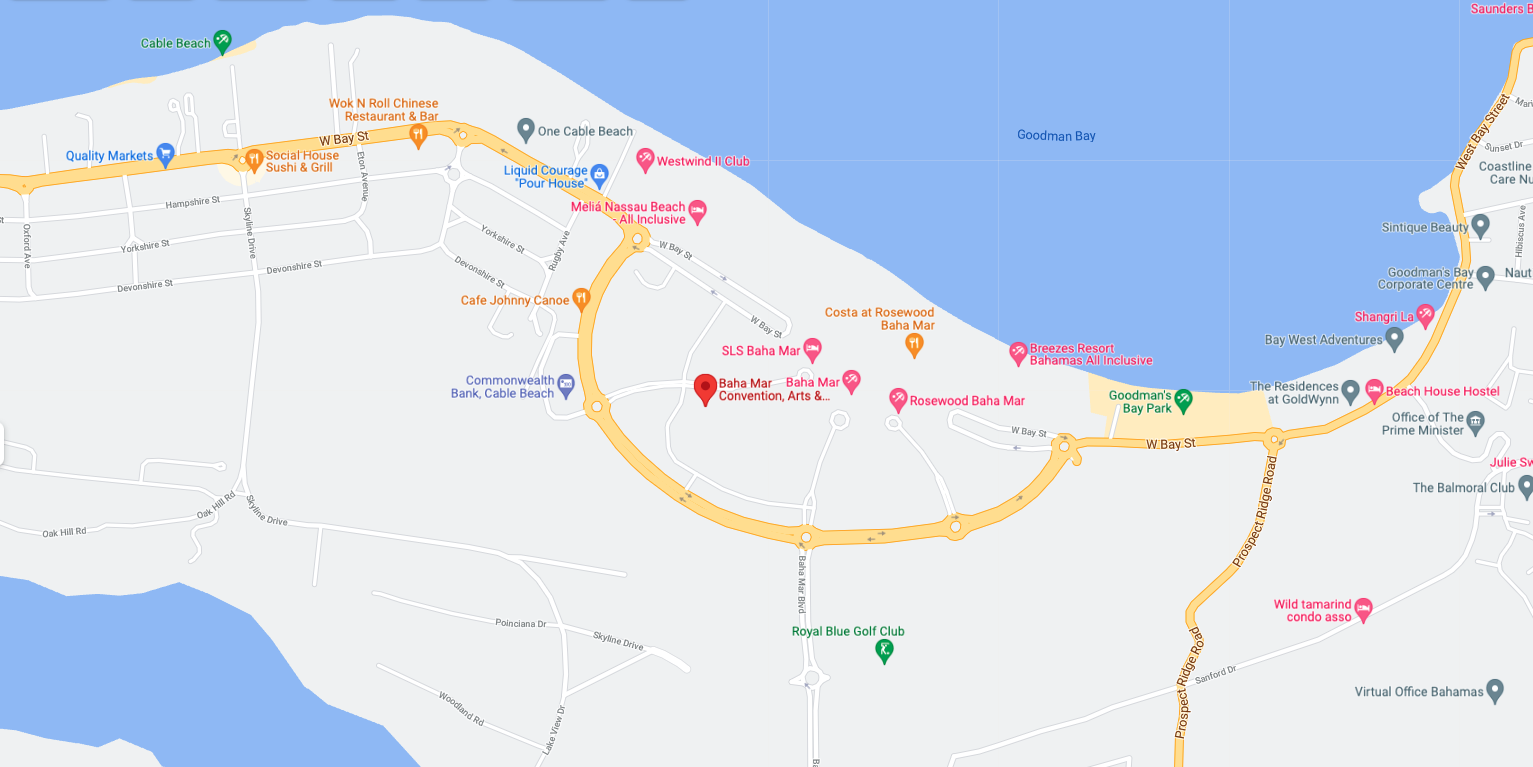 Saunders B
Cable Beach
Wok N Roll Chinese
Restaurant & Bar
W Bay St
One Cable Beach
Goodman Bay
West Bay Street
Sunset Dr
Quality Markets
Social House
Sushi & Grill
Eton Avenue
Liquid Courage
"Pour House"
Westwind II Club
Coastline
Care Nu
Hampshire St
Meliá Nassau Beach
- All Inclusive
Oxford Ave
Skyline Drive
Yorkshire St
Yorkshire St
Rugby Ave
W Bay St
Sintique Beauty
Hibiscus Ave
Devonshire St
Devonshire St
Devonshire St
Goodman's Bay
Corporate Centre
Naut
Cafe Johnny Canoe
W Bay St
Costa at Rosewood
Baha Mar
Shangri La
Bay West Adventures
SLS Baha Mar
Breezes Resort
Bahamas All Inclusive
Commonwealth
Bank, Cable Beach
Baha Mar
Convention, Arts &...
Baha Mar
Rosewood Baha Mar
Goodman's
Bay Park
The Residences
at GoldWynn
Beach House Hostel
Office of The
Prime Minister
W Bay St
W Bay St
Julie Sw
The Balmoral Club
Oak Hill Rd
Oak Hill Rd
Skyline Drive
Prospect Ridge Road
Baha Mar Blvd
Wild tamarind
condo asso
Poinciana Dr
Skyline Drive
Royal Blue Golf Club
Prospect Ridge Road
Sanford Dr
Virtual Office Bahamas
Woodland Rd
Lake View Dr